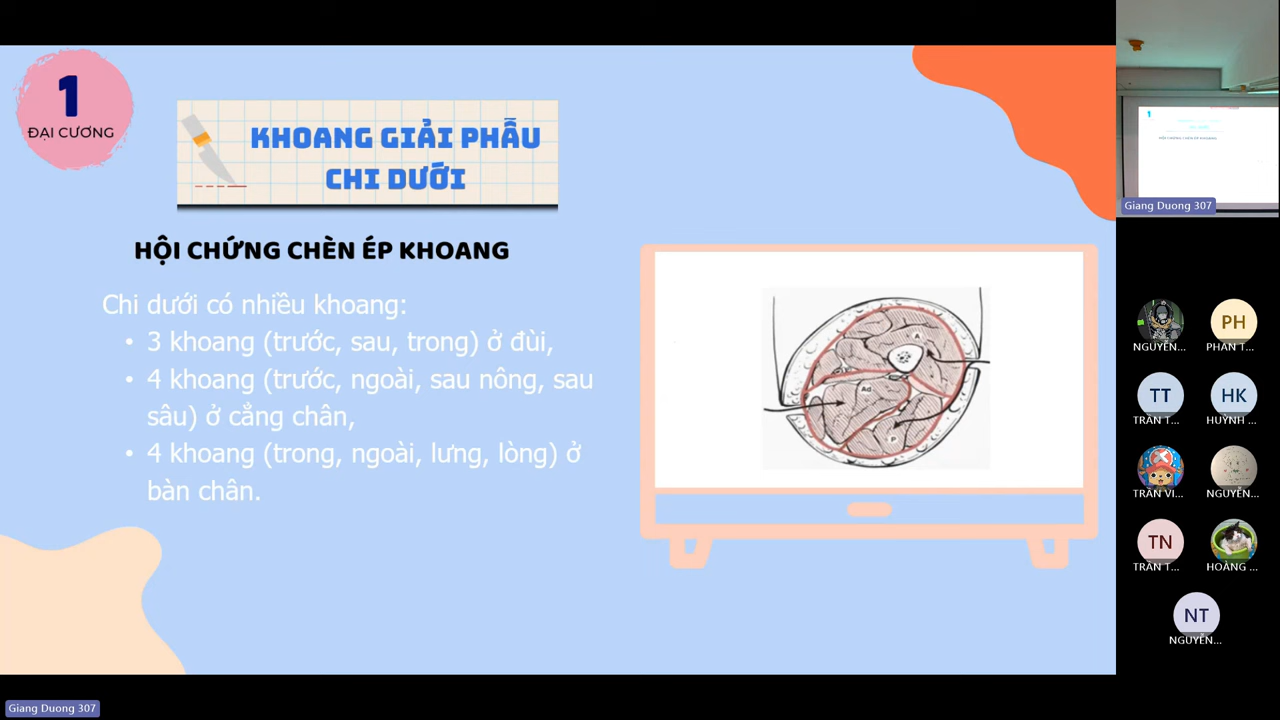 1
ĐẠI CƯƠNG
KHOANG GIẢI PHẪU
CHI DƯỚI
HỘI CHỨNG CHÈN ÉP KHOANG
Chi dưới có nhiều khoang:
• 3 khoang (trước, sau, trong) ở đùi,
• 4 khoang (trước, ngoài, sau nông, sau
sâu) ở cẳng chân,
• 4 khoang (trong, ngoài, lưng, lòng) ở
bàn chân.
A
Ad
P
1
Giang Duong 307
PH
NGUYỄN...
PHAN T...
TT
HK
TRẦN T...
HUỲNH ...
TRẦN VI...
NGUYỄN...
TN
TRẦN T...
HOÀNG ...
NT
NGUYỄN...
Giang Duong 307